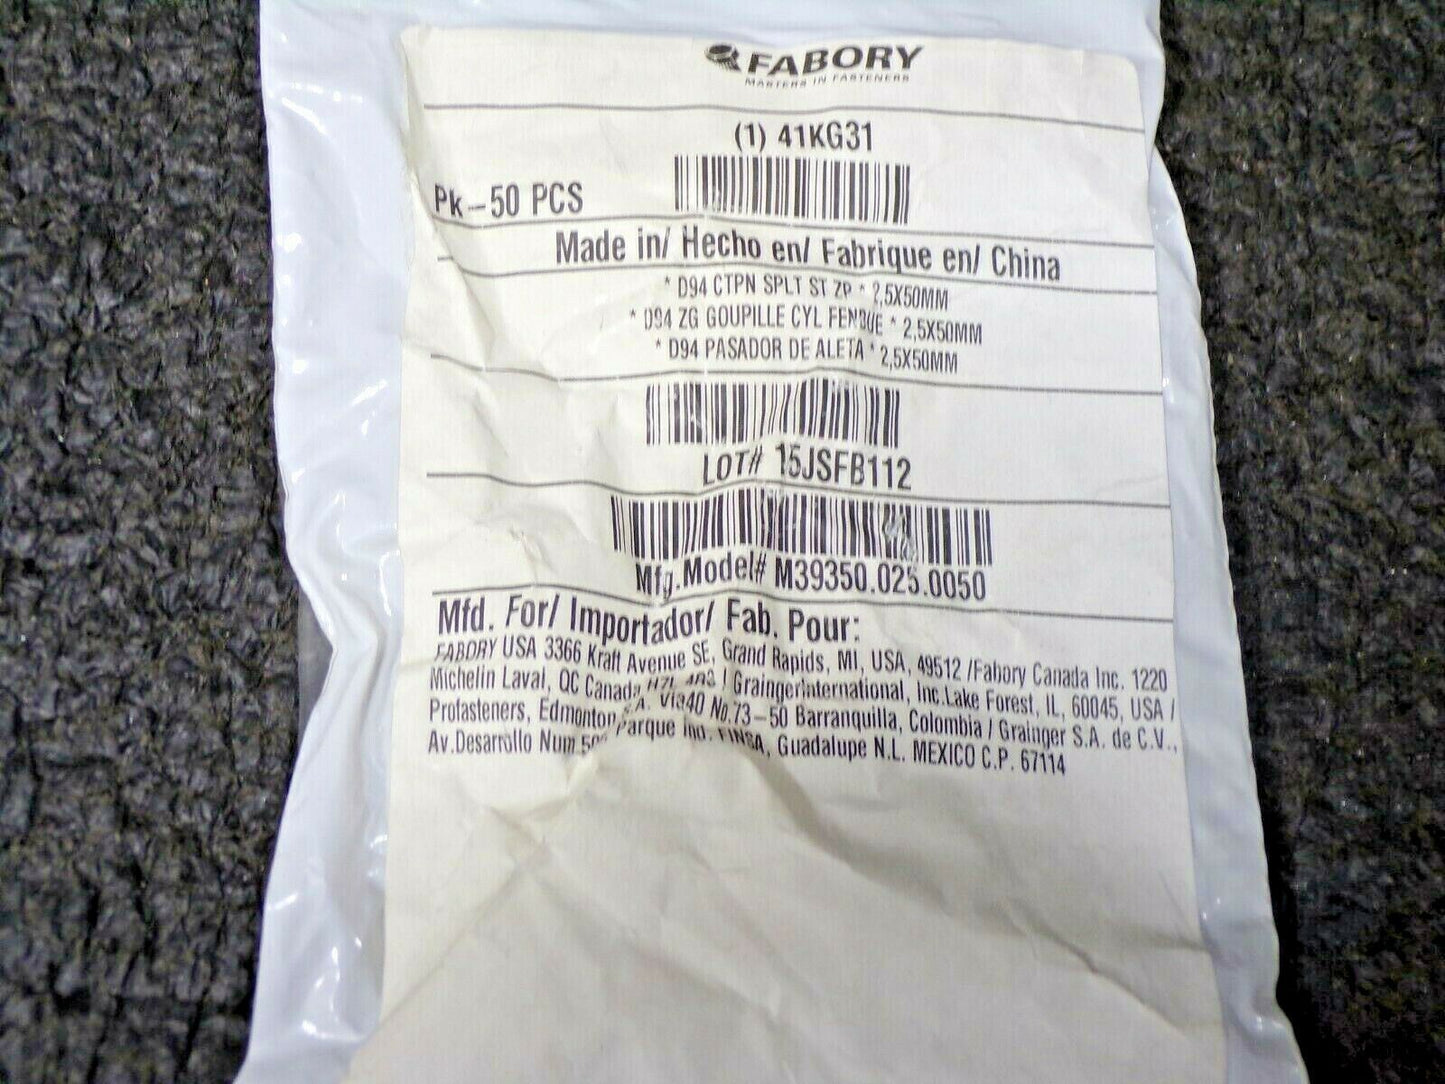 FABORY
MASTERS IN FASTENERS
(1) 41KG31
Pk-50 PCS
Made in/ Hecho en/ Fabrique en/ China
* D94 CTPN SPLT ST ZP * 2,5X50MM
* D94 ZG GOUPILLE CYL FENDUE * 2,5X50MM
* D94 PASADOR DE ALETA * 2,5X50MM
LOT# 15JSFB112
Mfg.Model# M39350.025.0050
Mfd. For/ Importador/ Fab. Pour:
FABORY USA 3366 Kraft Avenue SE, Grand Rapids, MI, USA, 49512 /Fabory Canada Inc. 1220
Michelin Laval, QC Canada / Grainger International, Inc.Lake Forest, IL, 60045, USA /
Profasteners, Edmonton S.A. Via40 No.73-50 Barranquilla, Colombia / Grainger S.A. de C.V.,
Av.Desarrollo Num. Parque Ind. FINSA, Guadalupe N.L. MEXICO C.P. 67114